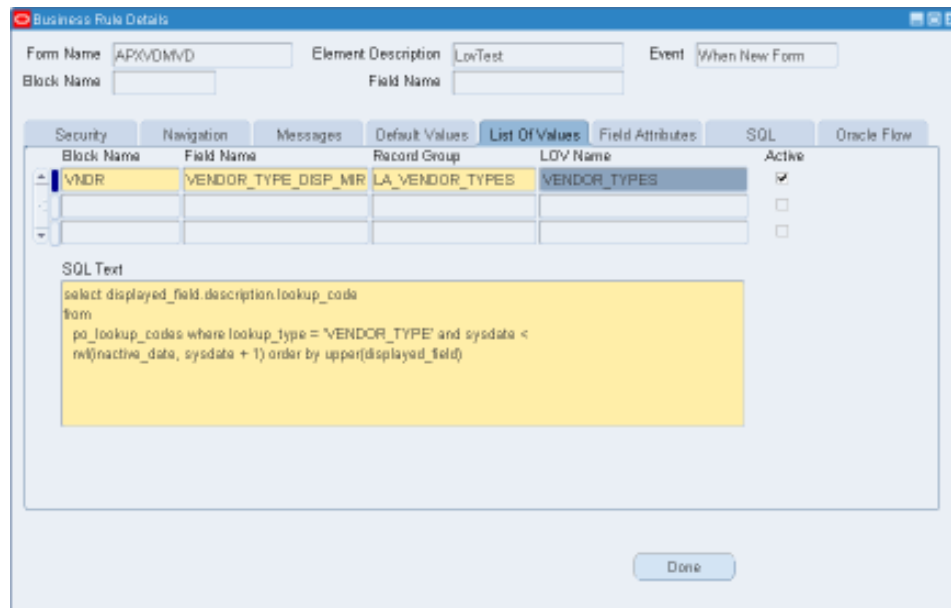 Business Rule Details
Form Name APXVDMVD Element Description LovTest Event When New Form
Block Name Field Name
Security Navigation Messages Default Values List Of Values Field Attributes SQL Oracle Flow
Block Name Field Name Record Group LOV Name Active
VNDR VENDOR_TYPE_DISP_MIR LA_VENDOR_TYPES VENDOR_TYPES
SQL Text
select displayed_field.description.lookup_code
from
po_lookup_codes where lookup_type = 'VENDOR_TYPE' and sysdate <
nvl(inactive_date, sysdate + 1) order by upper(displayed_field)
Done